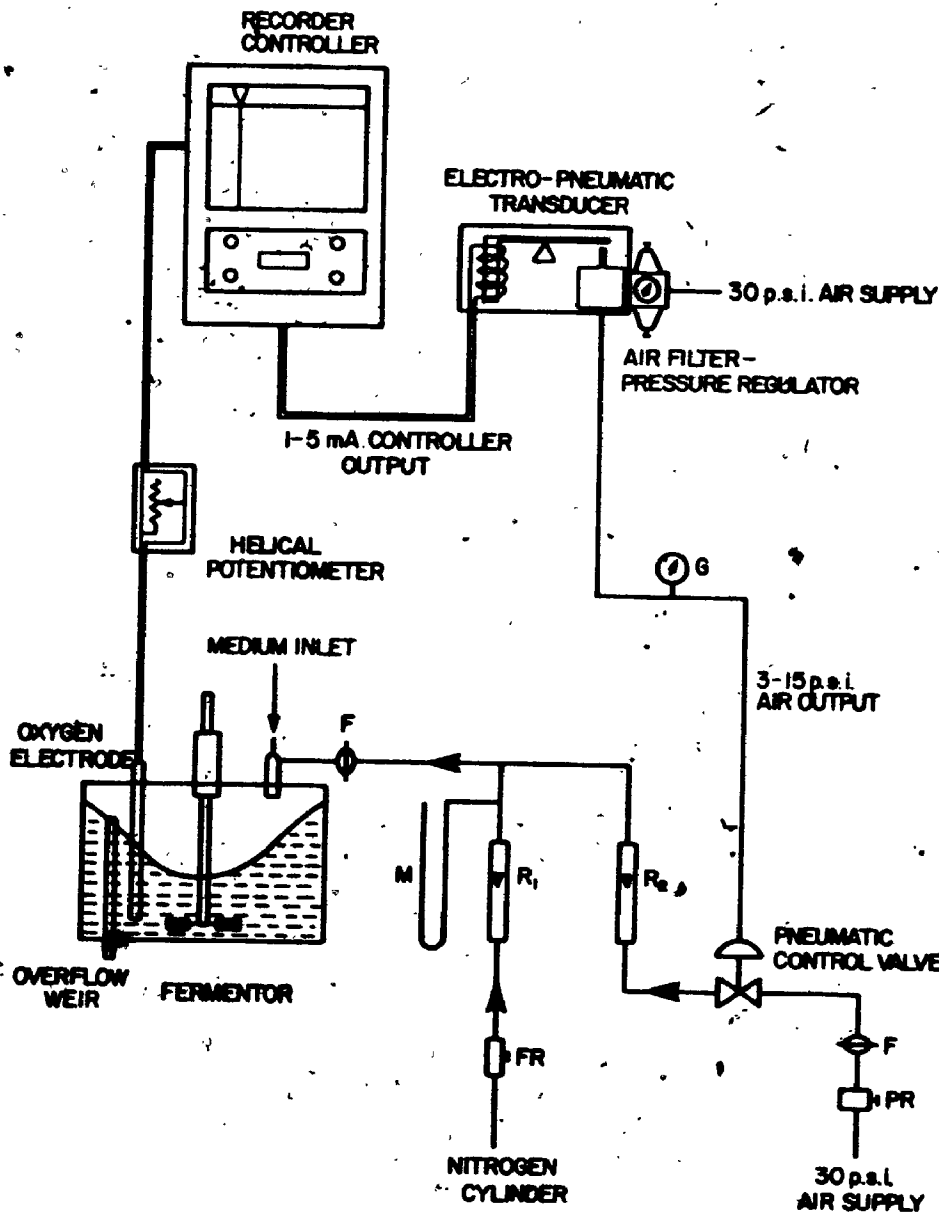 RECORDER
CONTROLLER
ELECTRO-PNEUMATIC
TRANSDUCER
30 p.s.i. AIR SUPPLY
AIR FILTER-
PRESSURE REGULATOR
1-5 mA. CONTROLLER
OUTPUT
HELICAL
POTENTIOMETER
G
MEDIUM INLET
3-15 p.s.i.
AIR OUTPUT
F
OXYGEN
ELECTRODE
M
R1
R2
PNEUMATIC
CONTROL VALVE
OVERFLOW
WEIR
FERMENTOR
FR
F
PR
NITROGEN
CYLINDER
30 p.s.i.
AIR SUPPLY